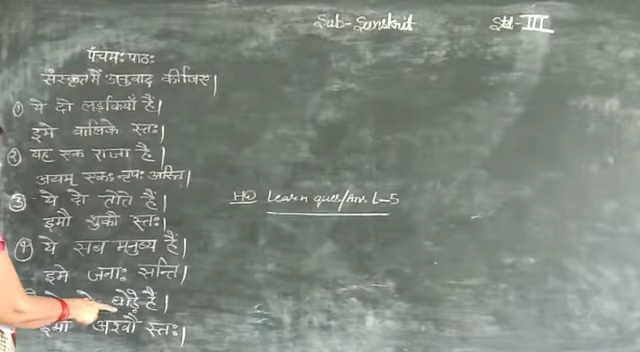 Sub-Sanskrit Std-III
पंचमः पाठः
संस्कृत में अनुवाद कीजिए।
① ये दो लड़कियाँ हैं।
इमे बालिके स्तः।
② यह एक राजा है।
अयम् एकः नृपः अस्ति।
③ ये दो तोते हैं।
इमौ शुकौ स्तः।
HW Learn ques/Ans L-5
④ ये सब मनुष्य हैं।
इमे जनाः सन्ति।
घोड़े हैं।
इमौ अश्वौ स्तः।